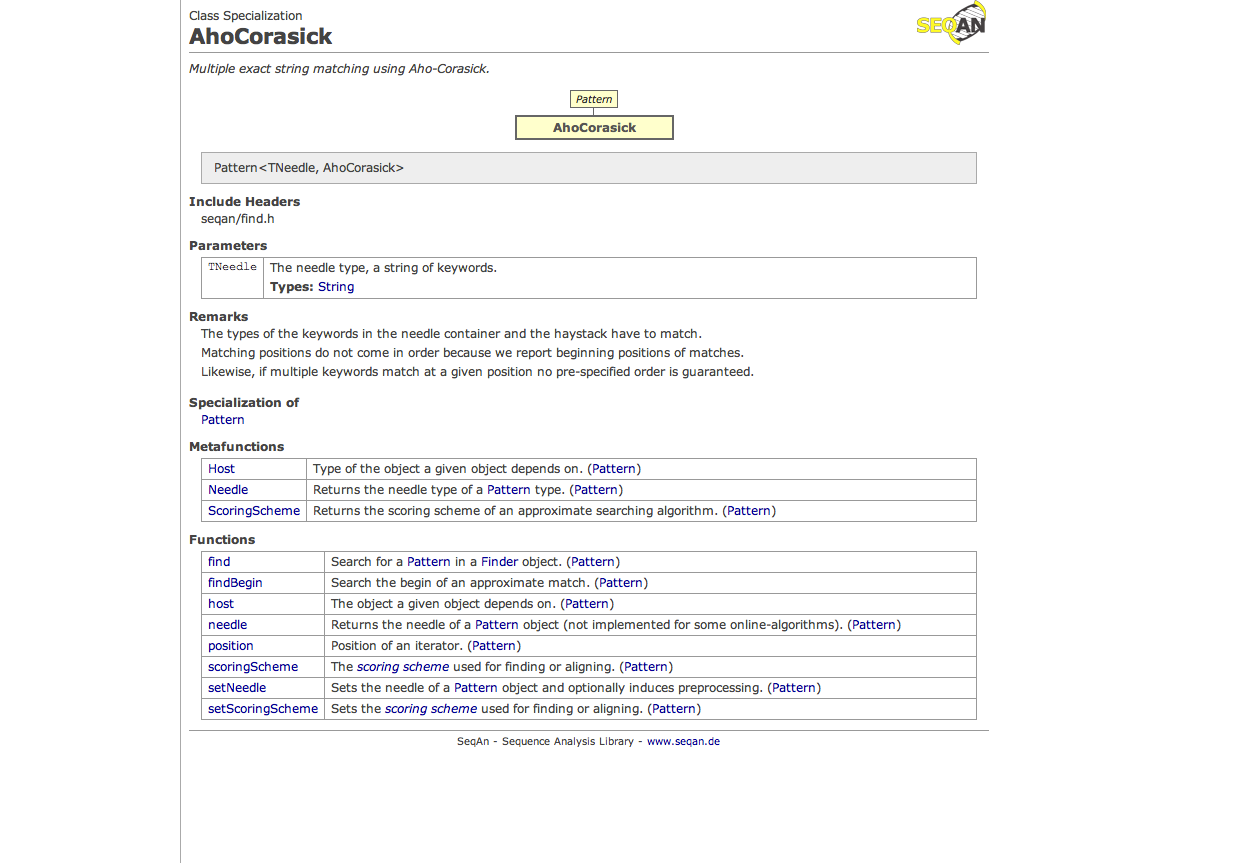 Class Specialization
AhoCorasick
SEQAN
Multiple exact string matching using Aho-Corasick.
Pattern
AhoCorasick
Pattern<TNeedle, AhoCorasick>
Include Headers
seqan/find.h
Parameters
TNeedle The needle type, a string of keywords.
Types: String
Remarks
The types of the keywords in the needle container and the haystack have to match.
Matching positions do not come in order because we report beginning positions of matches.
Likewise, if multiple keywords match at a given position no pre-specified order is guaranteed.
Specialization of
Pattern
Metafunctions
Host Type of the object a given object depends on. (Pattern)
Needle Returns the needle type of a Pattern type. (Pattern)
ScoringScheme Returns the scoring scheme of an approximate searching algorithm. (Pattern)
Functions
find Search for a Pattern in a Finder object. (Pattern)
findBegin Search the begin of an approximate match. (Pattern)
host The object a given object depends on. (Pattern)
needle Returns the needle of a Pattern object (not implemented for some online-algorithms). (Pattern)
position Position of an iterator. (Pattern)
scoringScheme The scoring scheme used for finding or aligning. (Pattern)
setNeedle Sets the needle of a Pattern object and optionally induces preprocessing. (Pattern)
setScoringScheme Sets the scoring scheme used for finding or aligning. (Pattern)
SeqAn - Sequence Analysis Library - www.seqan.de